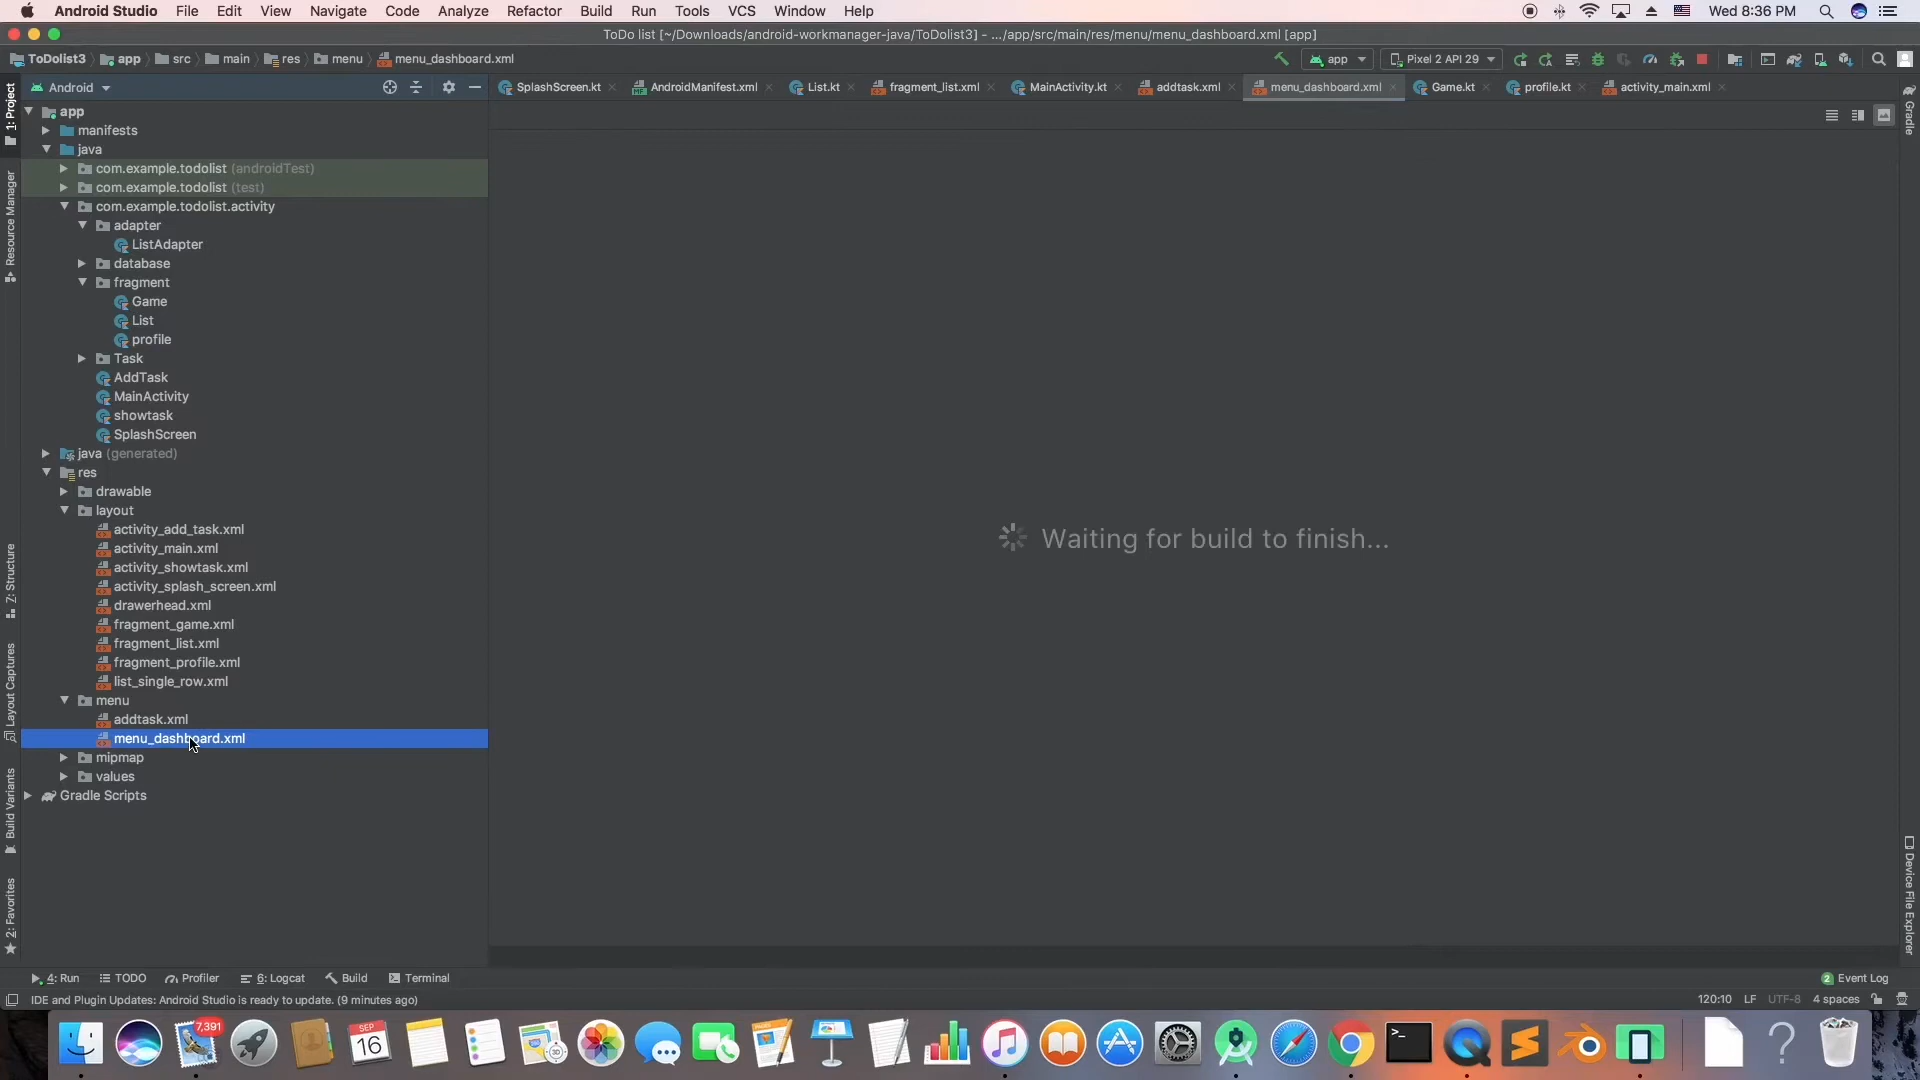 Android Studio File Edit View Navigate Code Analyze Refactor Build Run Tools VCS Window Help Wed 8:36 PM
ToDo list [~/Downloads/android-workmanager-java/ToDolist3] - .../app/src/main/res/menu/menu_dashboard.xml [app]
ToDolist3 app src main res menu menu_dashboard.xml app Pixel 2 API 29
Android SplashScreen.kt AndroidManifest.xml List.kt fragment_list.xml MainActivity.kt addtask.xml menu_dashboard.xml Game.kt profile.kt activity_main.xml
1: Project
Resource Manager
Z: Structure
Layout Captures
Build Variants
2: Favorites
app
manifests
java
com.example.todolist (androidTest)
com.example.todolist (test)
com.example.todolist.activity
adapter
ListAdapter
database
fragment
Game
List
profile
Task
AddTask
MainActivity
showtask
SplashScreen
java (generated)
res
drawable
layout
activity_add_task.xml
activity_main.xml
activity_showtask.xml
activity_splash_screen.xml
drawerhead.xml
fragment_game.xml
fragment_list.xml
fragment_profile.xml
list_single_row.xml
menu
addtask.xml
menu_dashboard.xml
mipmap
values
Gradle Scripts
Waiting for build to finish...
Gradle
Device File Explorer
4: Run TODO Profiler 6: Logcat Build Terminal 2 Event Log
IDE and Plugin Updates: Android Studio is ready to update. (9 minutes ago) 120:10 LF UTF-8 4 spaces
7,391
SEP
16